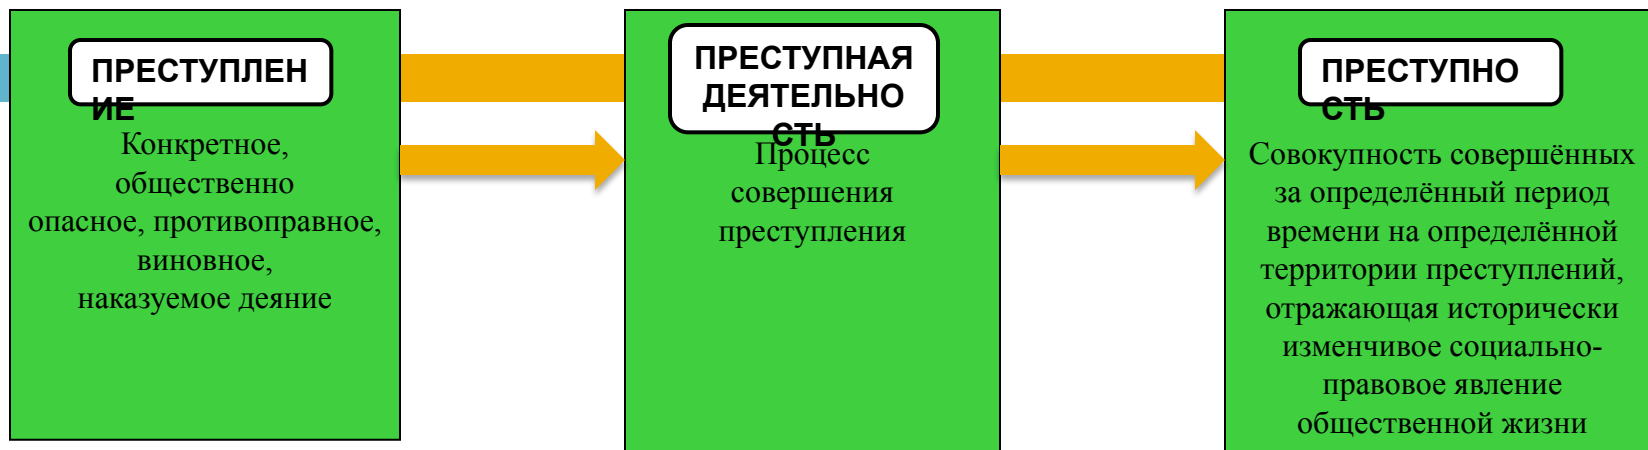 ПРЕСТУПЛЕН
ИЕ
Конкретное,
общественно
опасное, противоправное,
виновное,
наказуемое деяние
ПРЕСТУПНАЯ
ДЕЯТЕЛЬНО
СТЬ
Процесс
совершения
преступления
ПРЕСТУПНО
СТЬ
Совокупность совершённых
за определённый период
времени на определённой
территории преступлений,
отражающая исторически
изменчивое социально-
правовое явление
общественной жизни